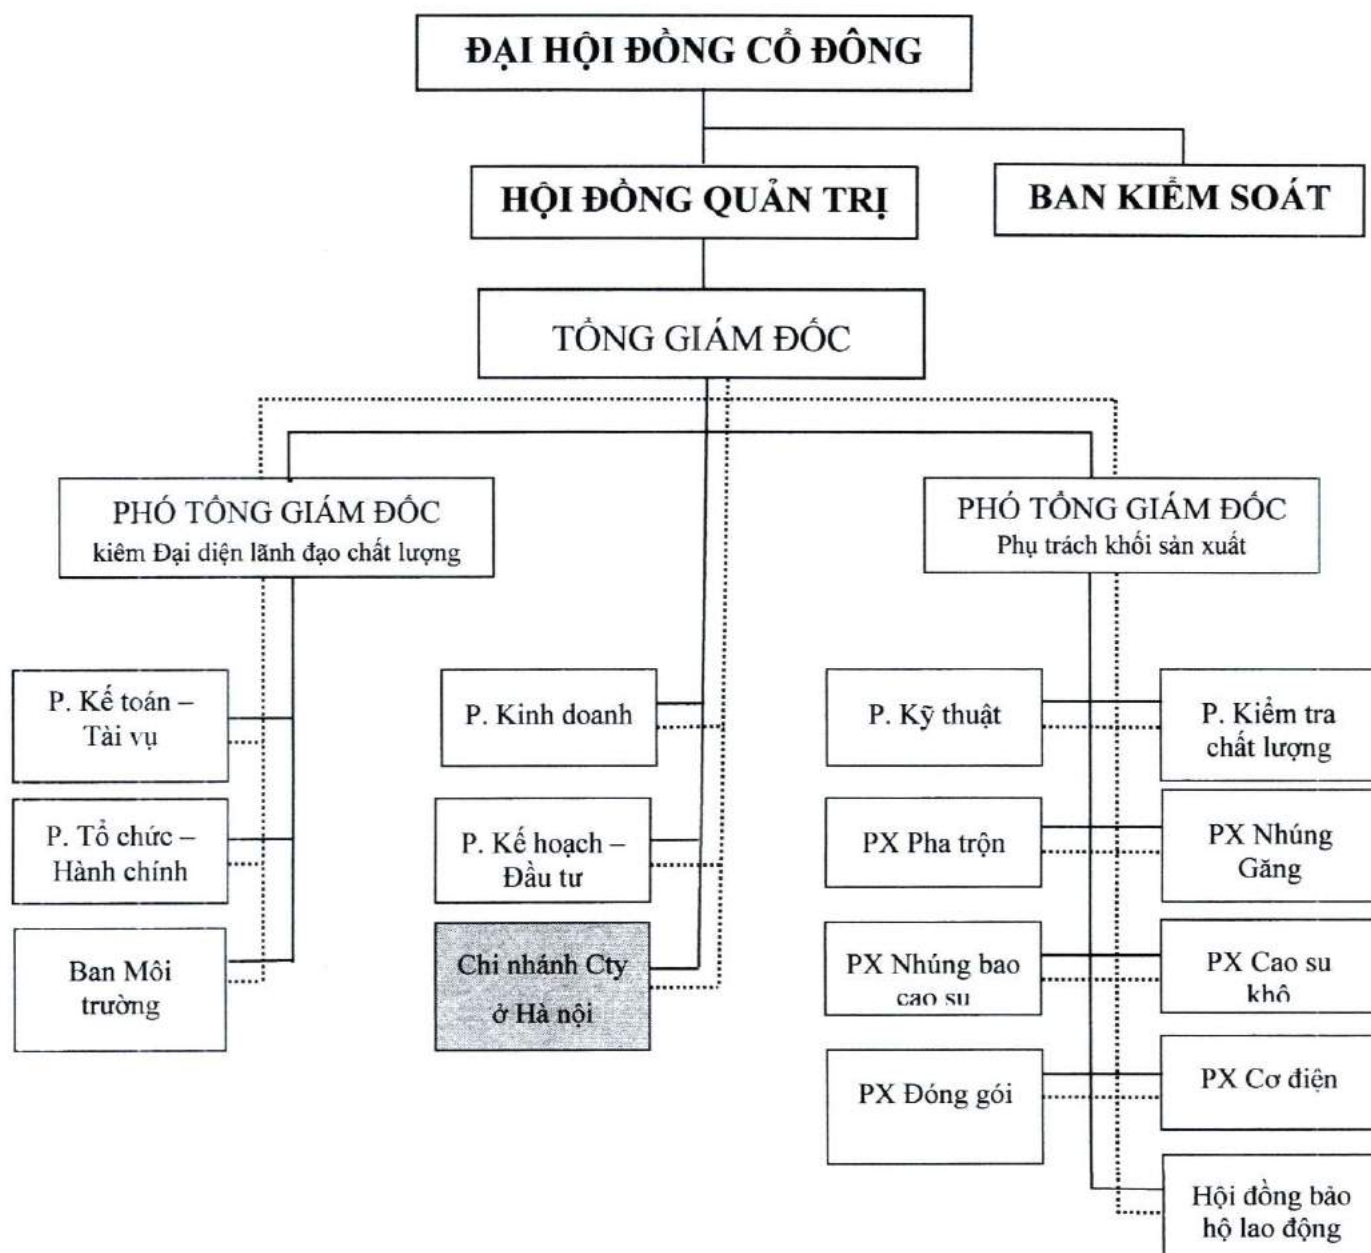 ĐẠI HỘI ĐỒNG CỔ ĐÔNG
HỘI ĐỒNG QUẢN TRỊ
BAN KIỂM SOÁT
TỔNG GIÁM ĐỐC
PHÓ TỔNG GIÁM ĐỐC
kiêm Đại diện lãnh đạo chất lượng
PHÓ TỔNG GIÁM ĐỐC
Phụ trách khối sản xuất
P. Kế toán –
Tài vụ
P. Kinh doanh
P. Kỹ thuật
P. Kiểm tra
chất lượng
P. Tổ chức –
Hành chính
P. Kế hoạch –
Đầu tư
PX Pha trộn
PX Nhúng
Găng
Ban Môi
trường
Chi nhánh Cty
ở Hà nội
PX Nhúng bao
cao su
PX Cao su
khô
PX Đóng gói
PX Cơ điện
Hội đồng bảo
hộ lao động